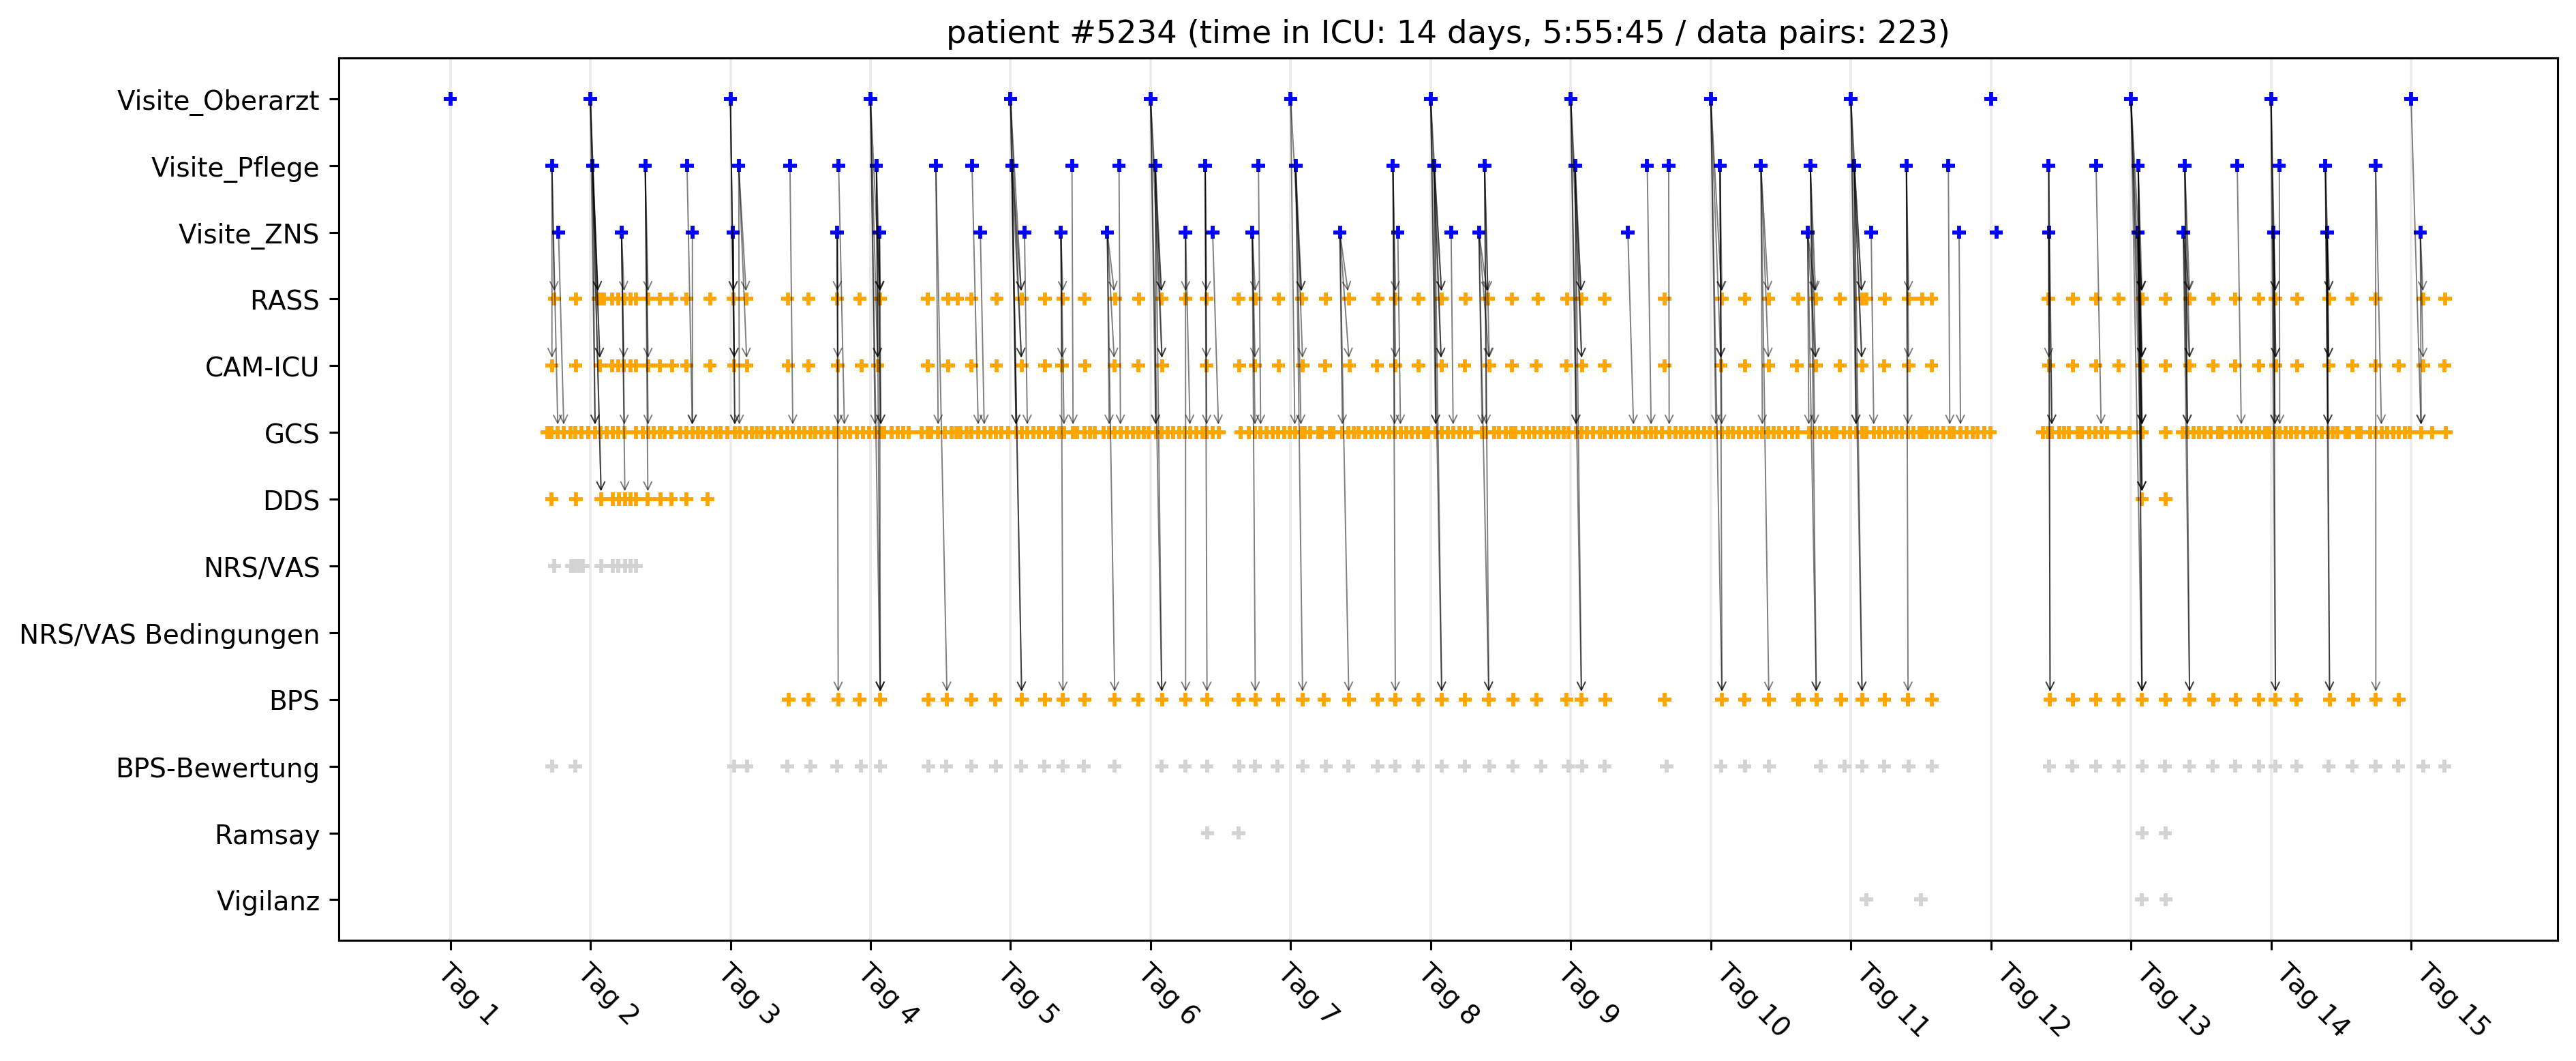 patient #5234 (time in ICU: 14 days, 5:55:45 / data pairs: 223)
Visite_Oberarzt
Visite_Pflege
Visite_ZNS
RASS
CAM-ICU
GCS
DDS
NRS/VAS
NRS/VAS Bedingungen
BPS
BPS-Bewertung
Ramsay
Vigilanz
Tag 1
Tag 2
Tag 3
Tag 4
Tag 5
Tag 6
Tag 7
Tag 8
Tag 9
Tag 10
Tag 11
Tag 12
Tag 13
Tag 14
Tag 15